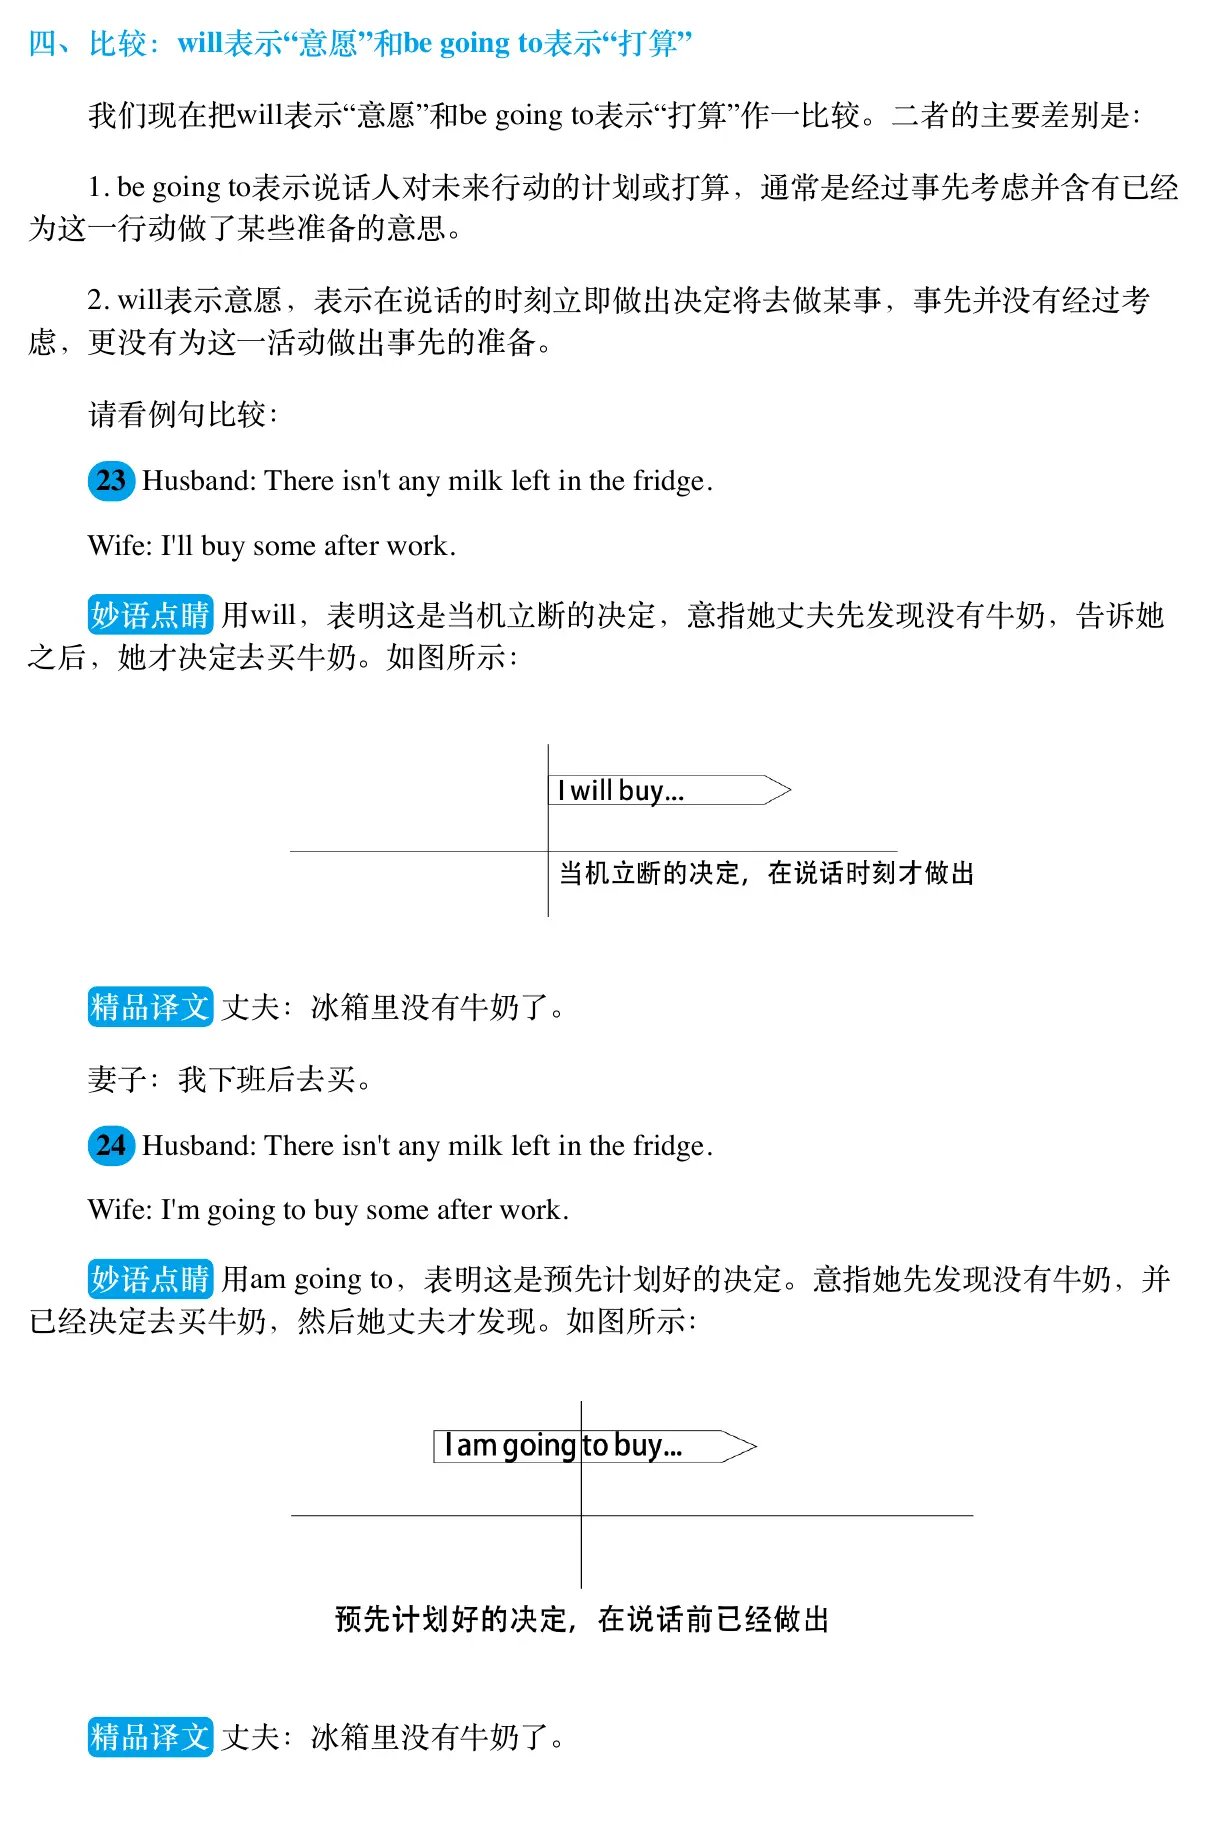 四、比较：will表示“意愿”和be going to表示“打算”
我们现在把will表示“意愿”和be going to表示“打算”作一比较。二者的主要差别是：
1. be going to表示说话人对未来行动的计划或打算，通常是经过事先考虑并含有已经
为这一行动做了某些准备的意思。
2. will表示意愿，表示在说话的时刻立即做出决定将去做某事，事先并没有经过考
虑，更没有为这一活动做出事先的准备。
请看例句比较：
23 Husband: There isn't any milk left in the fridge.
Wife: I'll buy some after work.
妙语点睛 用will，表明这是当机立断的决定，意指她丈夫先发现没有牛奶，告诉她
之后，她才决定去买牛奶。如图所示：
I will buy...
当机立断的决定，在说话时刻才做出
精品译文 丈夫：冰箱里没有牛奶了。
妻子：我下班后去买。
24 Husband: There isn't any milk left in the fridge.
Wife: I'm going to buy some after work.
妙语点睛 用am going to，表明这是预先计划好的决定。意指她先发现没有牛奶，并
已经决定去买牛奶，然后她丈夫才发现。如图所示：
I am going to buy...
预先计划好的决定，在说话前已经做出
精品译文 丈夫：冰箱里没有牛奶了。